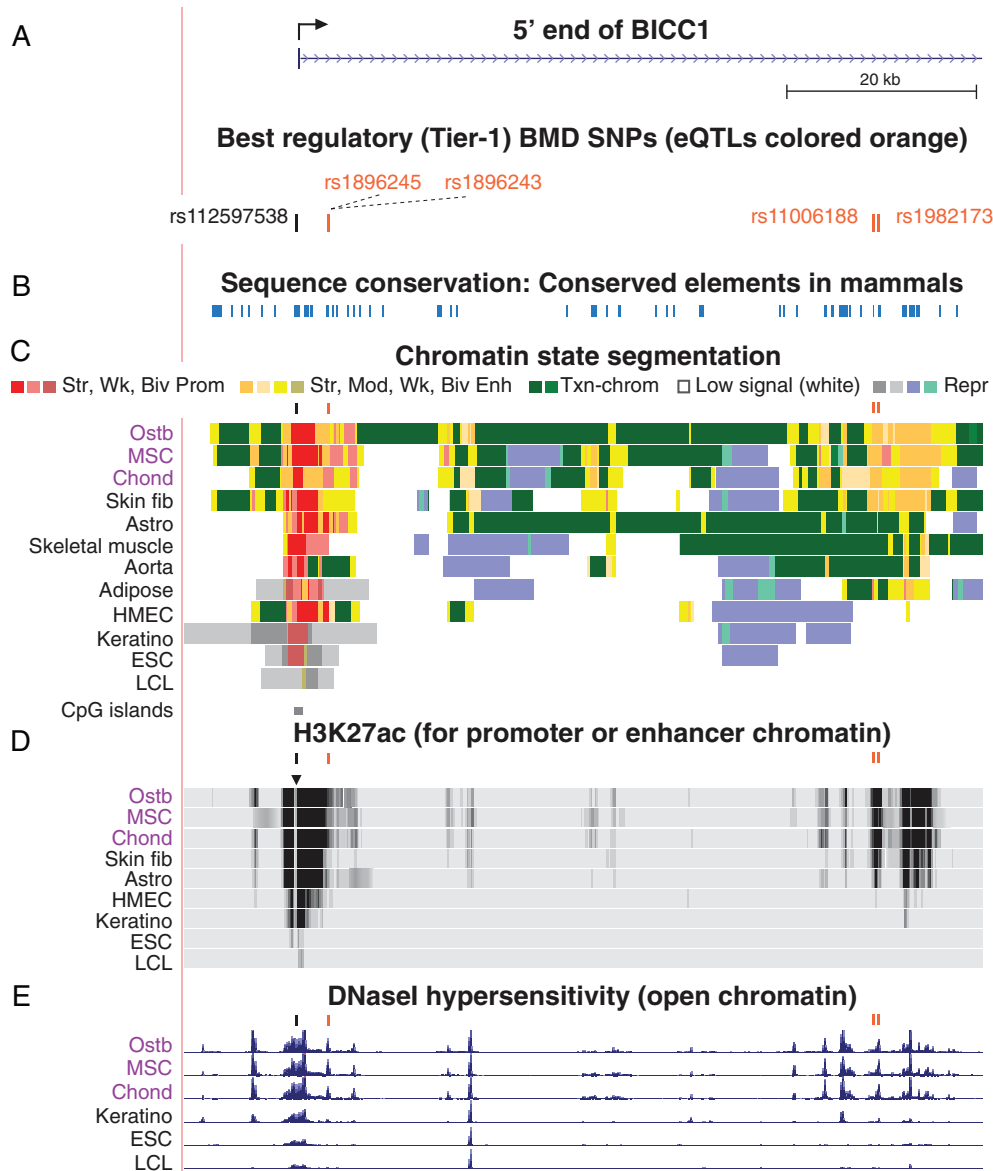 A
5' end of BICC1
20 kb
Best regulatory (Tier-1) BMD SNPs (eQTLs colored orange)
rs1896245 rs1896243
rs112597538 rs11006188 rs1982173
B
Sequence conservation: Conserved elements in mammals
C
Chromatin state segmentation
Str, Wk, Biv Prom Str, Mod, Wk, Biv Enh Txn-chrom Low signal (white) Repr
Ostb
MSC
Chond
Skin fib
Astro
Skeletal muscle
Aorta
Adipose
HMEC
Keratino
ESC
LCL
CpG islands
D
H3K27ac (for promoter or enhancer chromatin)
Ostb
MSC
Chond
Skin fib
Astro
HMEC
Keratino
ESC
LCL
E
DNaseI hypersensitivity (open chromatin)
Ostb
MSC
Chond
Keratino
ESC
LCL